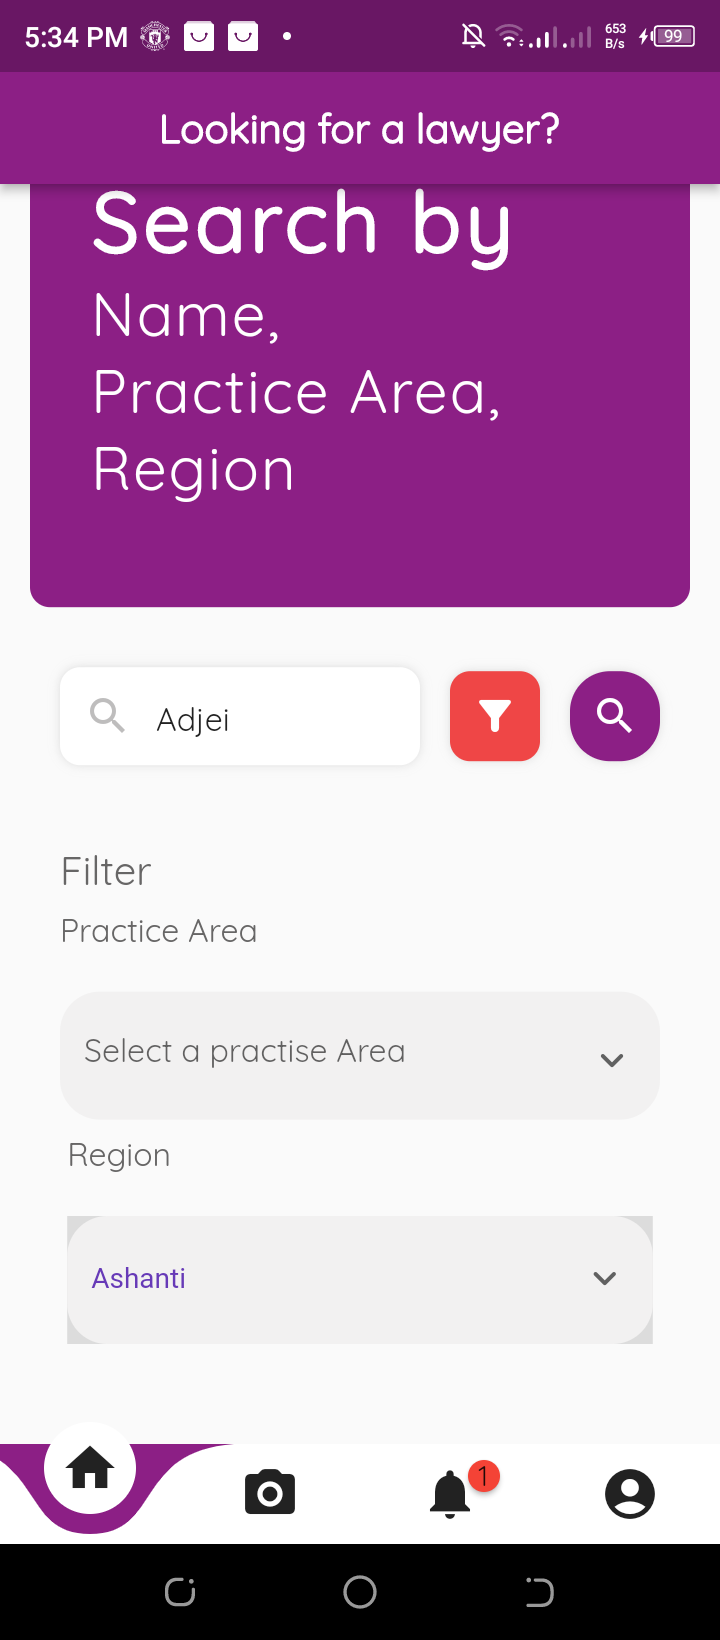 5:34 PM
653
B/s
99
Looking for a lawyer?
Search by
Name,
Practice Area,
Region
Adjei
Filter
Practice Area
Select a practise Area
Region
Ashanti
1